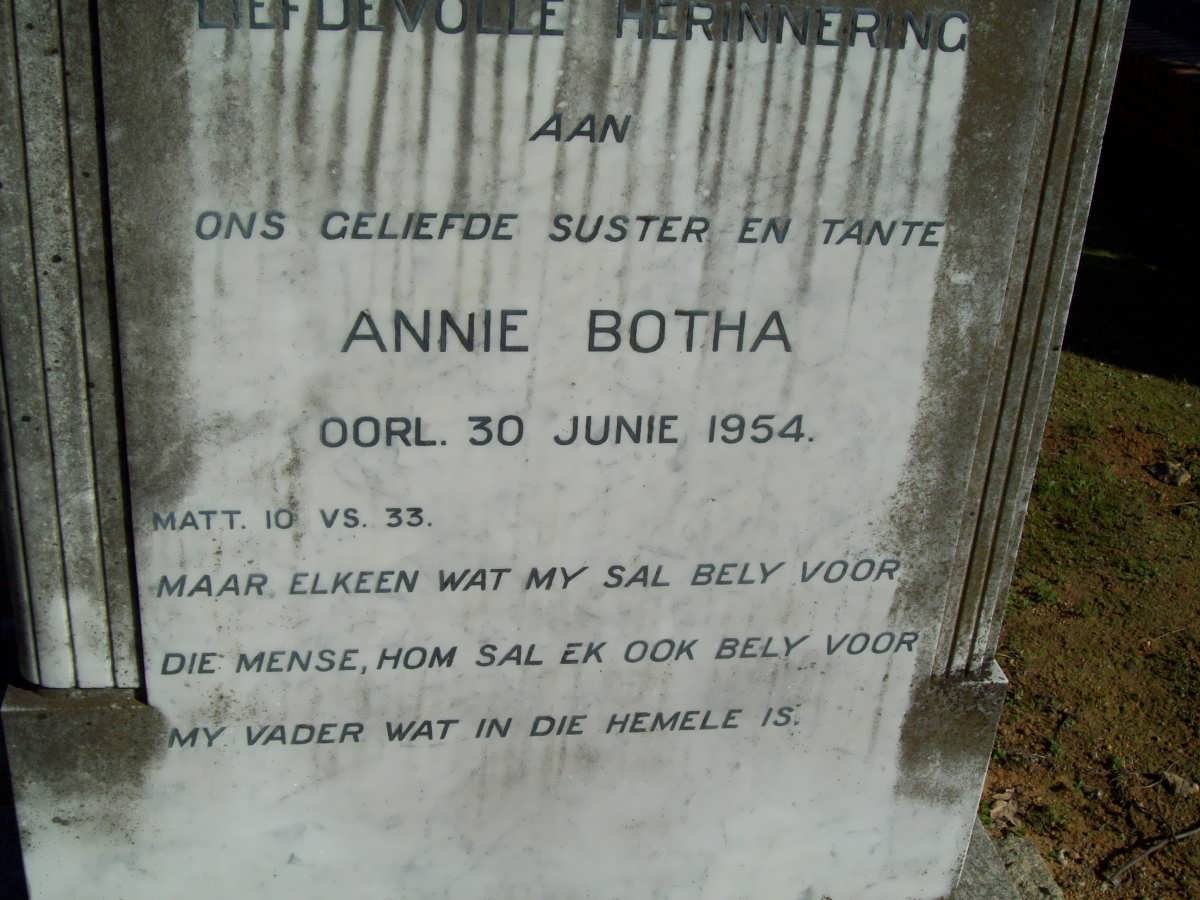 LIEFDEVOLLE HERINNERING
AAN
ONS GELIEFDE SUSTER EN TANTE
ANNIE BOTHA
OORL. 30 JUNIE 1954.
MATT. 10 VS. 33.
MAAR ELKEEN WAT MY SAL BELY VOOR
DIE MENSE, HOM SAL EK OOK BELY VOOR
MY VADER WAT IN DIE HEMELE IS.